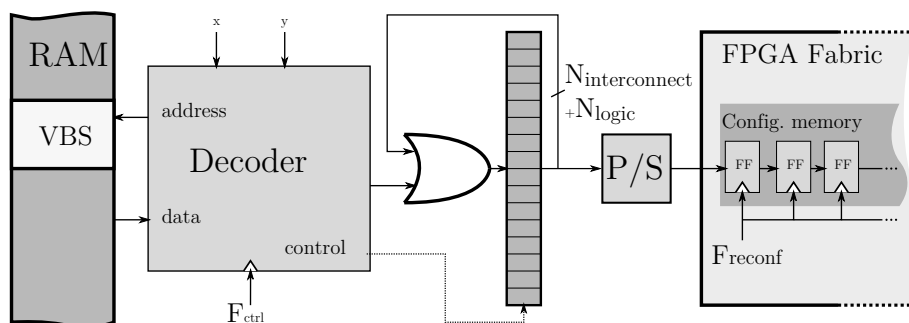 x
y
RAM
VBS
address
Decoder
data
control
F_ctrl
N_interconnect
+N_logic
P/S
FPGA Fabric
Config. memory
FF
FF
FF
...
...
F_reconf